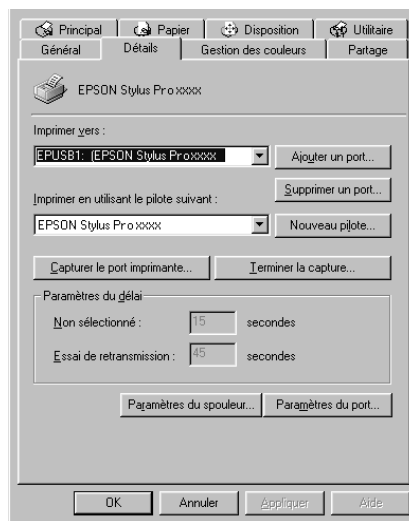 Principal Papier Disposition Utilitaire
Général Détails Gestion des couleurs Partage
EPSON Stylus Pro xxxx
Imprimer vers :
EPUSB1: (EPSON Stylus Pro xxxx
Ajouter un port...
Supprimer un port...
Imprimer en utilisant le pilote suivant :
EPSON Stylus Pro xxxx
Nouveau pilote...
Capturer le port imprimante... Terminer la capture...
Paramètres du délai
Non sélectionné : 15 secondes
Essai de retransmission : 45 secondes
Paramètres du spouleur... Paramètres du port...
OK Annuler Appliquer Aide